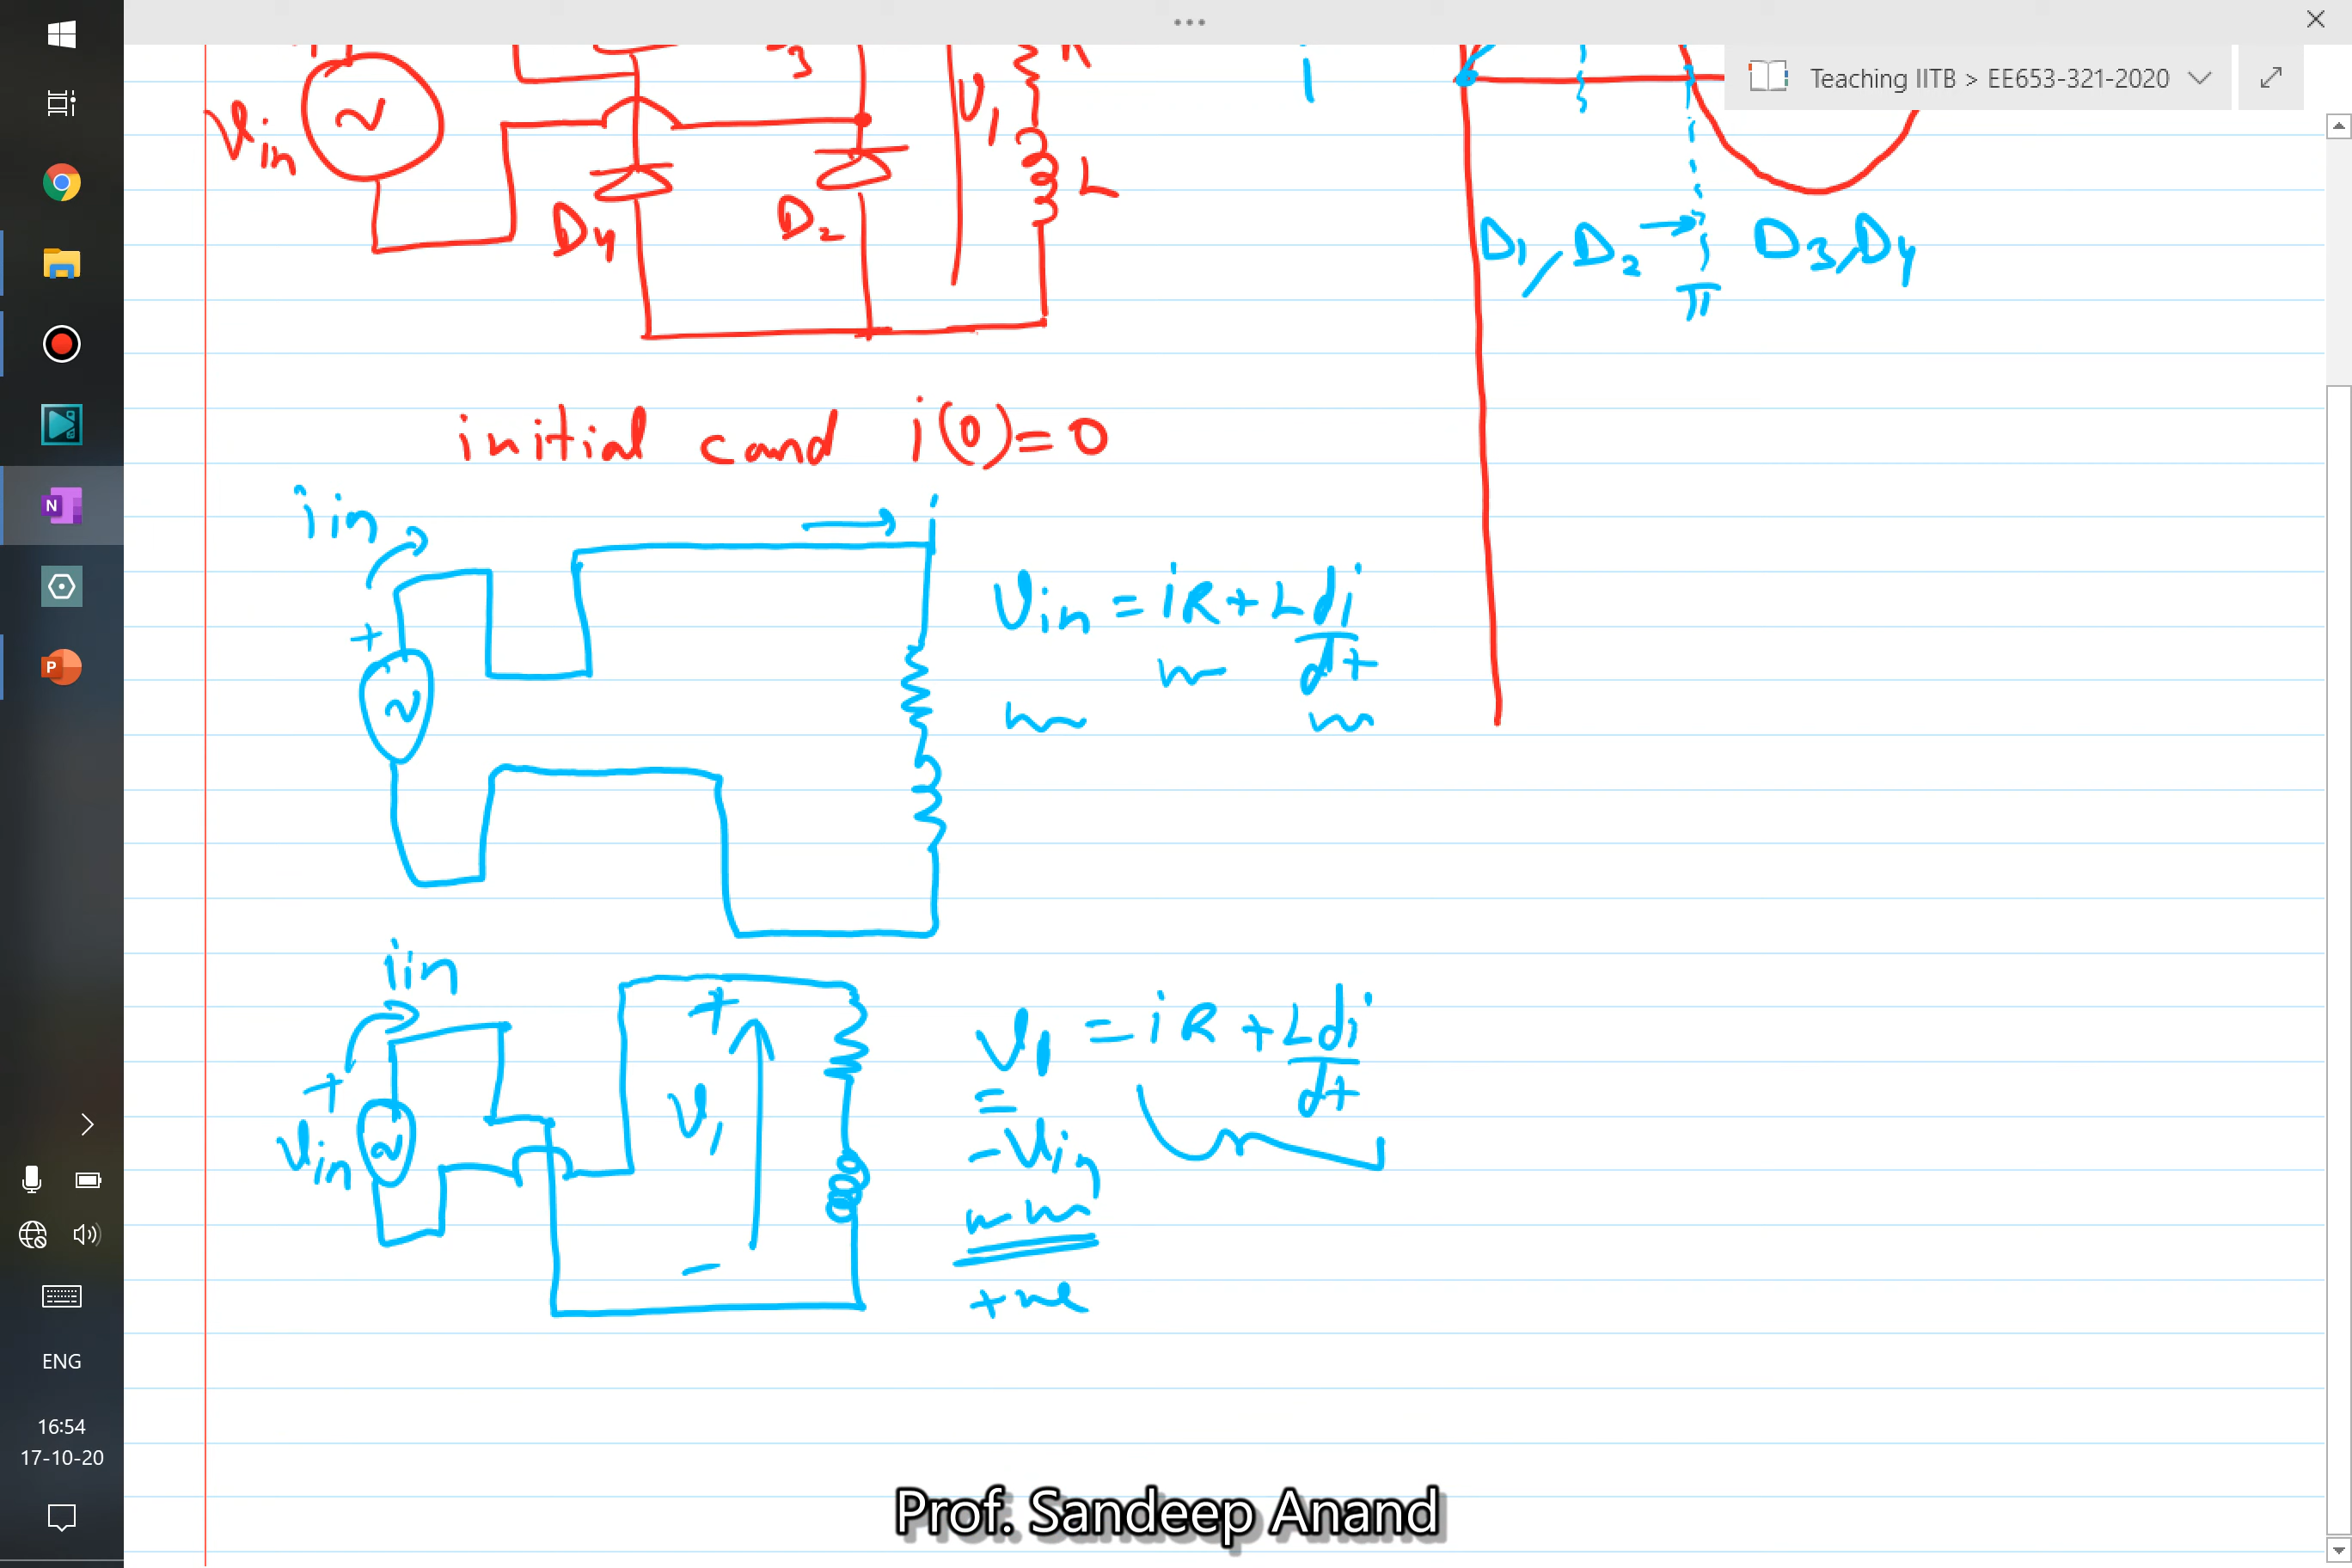 Teaching IITB > EE653-321-2020
Vin
D4
3
D2
V1
R
L
i
D1, D2 → π D3, D4
initial cond i(0)=0
iin
i
+
Vin = iR + L di/dt
iin
+
Vin
+
V1
-
V1 = iR + L di/dt
=
-Vin
+ve
N
P
ENG
16:54
17-10-20
Prof. Sandeep Anand